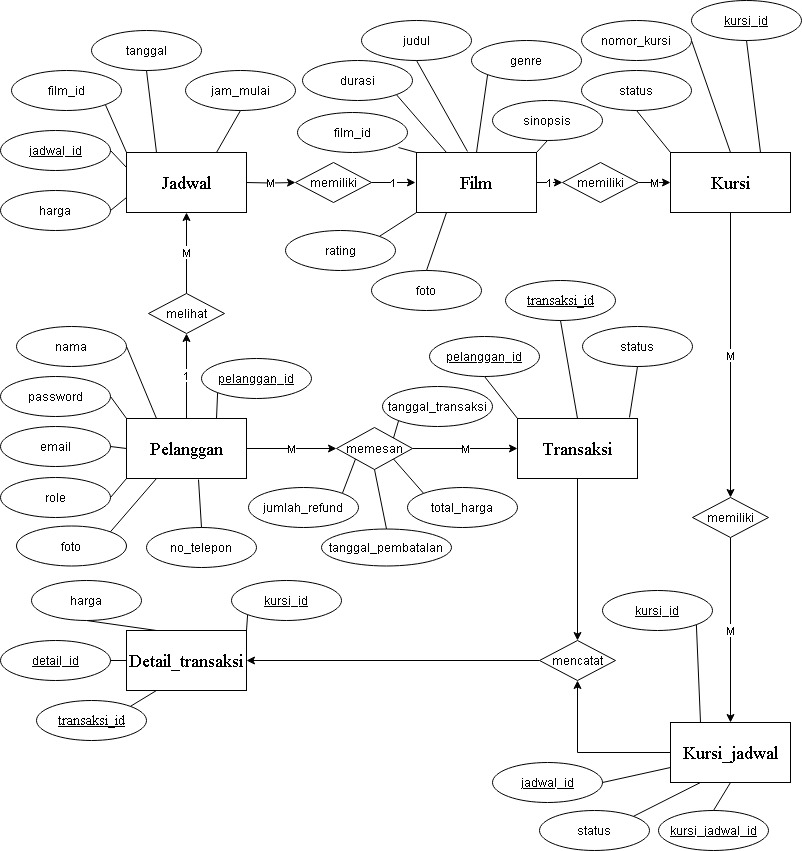 kursi_id
tanggal
judul
nomor_kursi
film_id
jam_mulai
durasi
genre
status
film_id
sinopsis
jadwal_id
harga
Jadwal
M
memiliki
1
Film
1
memiliki
M
Kursi
rating
foto
M
melihat
1
transaksi_id
nama
pelanggan_id
pelanggan_id
status
M
password
email
role
foto
no_telepon
Pelanggan
M
memesan
M
Transaksi
tanggal_transaksi
jumlah_refund
total_harga
tanggal_pembatalan
memiliki
harga
kursi_id
kursi_id
M
detail_id
Detail_transaksi
mencatat
transaksi_id
Kursi_jadwal
jadwal_id
status
kursi_jadwal_id